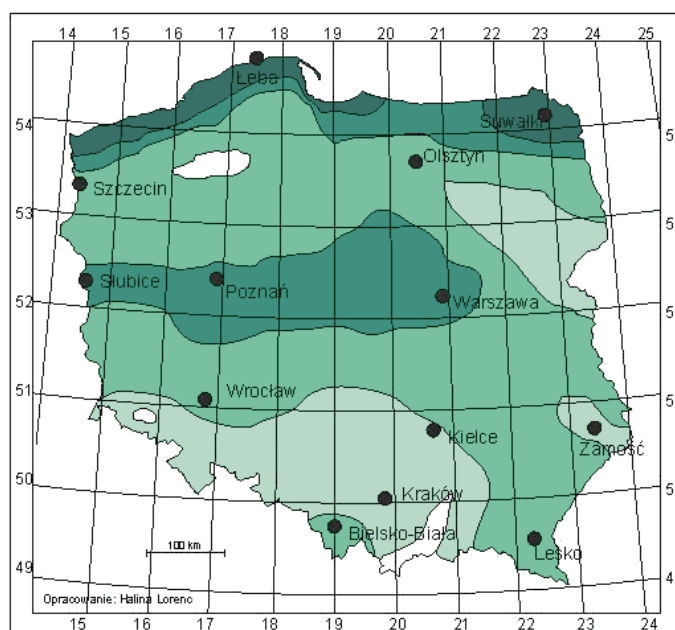 14 15 16 17 18 19 20 21 22 23 24 25
Łeba
54
Suwałki
Olsztyn
Szczecin
53
Słubice
Poznań
52
Warszawa
Wrocław
51
Kielce
Zamość
50
Kraków
Bielsko-Biała
Lesko
100 km
49
Opracowanie: Halina Lorenc
15 16 17 18 19 20 21 22 23 24